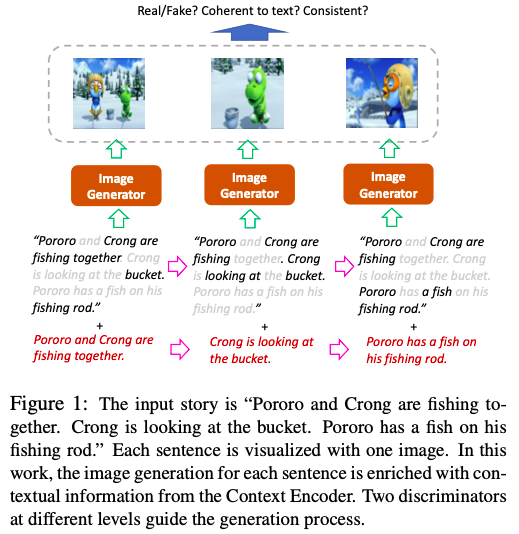 Real/Fake? Coherent to text? Consistent?
Image
Generator
Image
Generator
Image
Generator
“Pororo and Crong are
fishing together. Crong
is looking at the bucket.
Pororo has a fish on his
fishing rod.”
+
Pororo and Crong are
fishing together.
“Pororo and Crong are
fishing together. Crong
is looking at the bucket.
Pororo has a fish on his
fishing rod.”
+
Crong is looking at
the bucket.
“Pororo and Crong are
fishing together. Crong
is looking at the bucket.
Pororo has a fish on his
fishing rod.”
+
Pororo has a fish on
his fishing rod.
Figure 1: The input story is “Pororo and Crong are fishing to-
gether. Crong is looking at the bucket. Pororo has a fish on his
fishing rod.” Each sentence is visualized with one image. In this
work, the image generation for each sentence is enriched with con-
textual information from the Context Encoder. Two discriminators
at different levels guide the generation process.